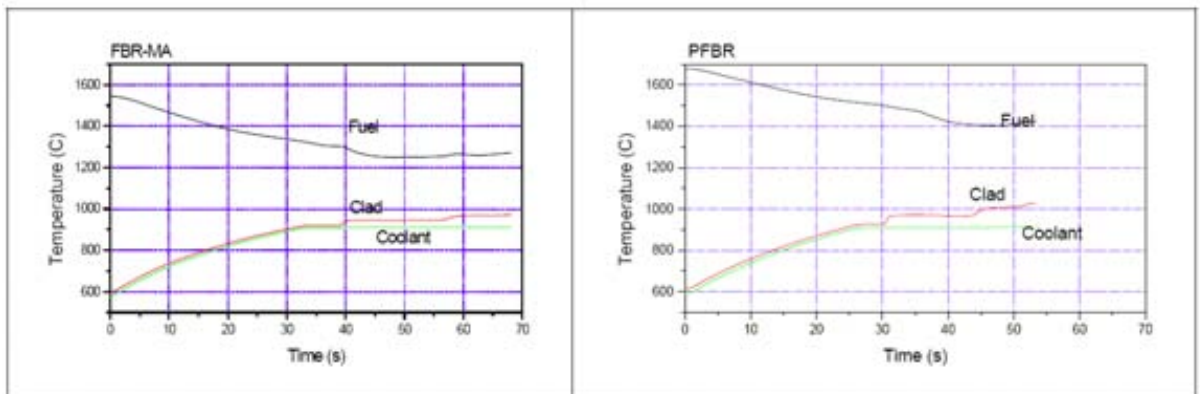 FBR-MA
Temperature (C)
1600
1400
1200
1000
800
600
Fuel
Clad
Coolant
0 10 20 30 40 50 60 70
Time (s)
PFBR
Temperature (C)
1600
1400
1200
1000
800
600
Fuel
Clad
Coolant
0 10 20 30 40 50 60 70
Time (s)